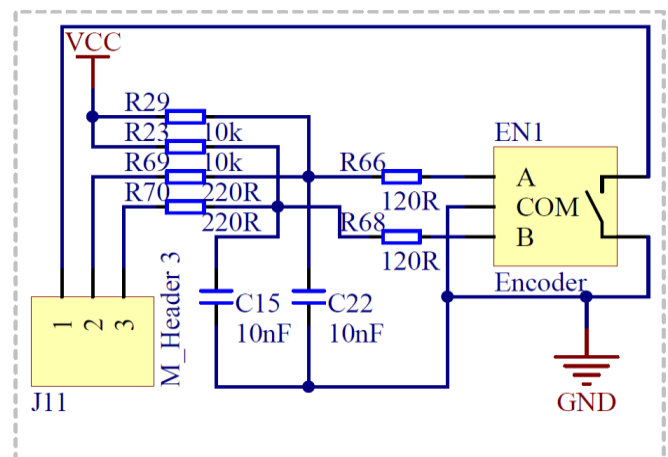 VCC
R29
10k
R23
10k
R69
220R
R70
220R
R66
120R
R68
120R
EN1
A
COM
B
Encoder
C15
10nF
C22
10nF
1
2
3
M_Header 3
J11
GND